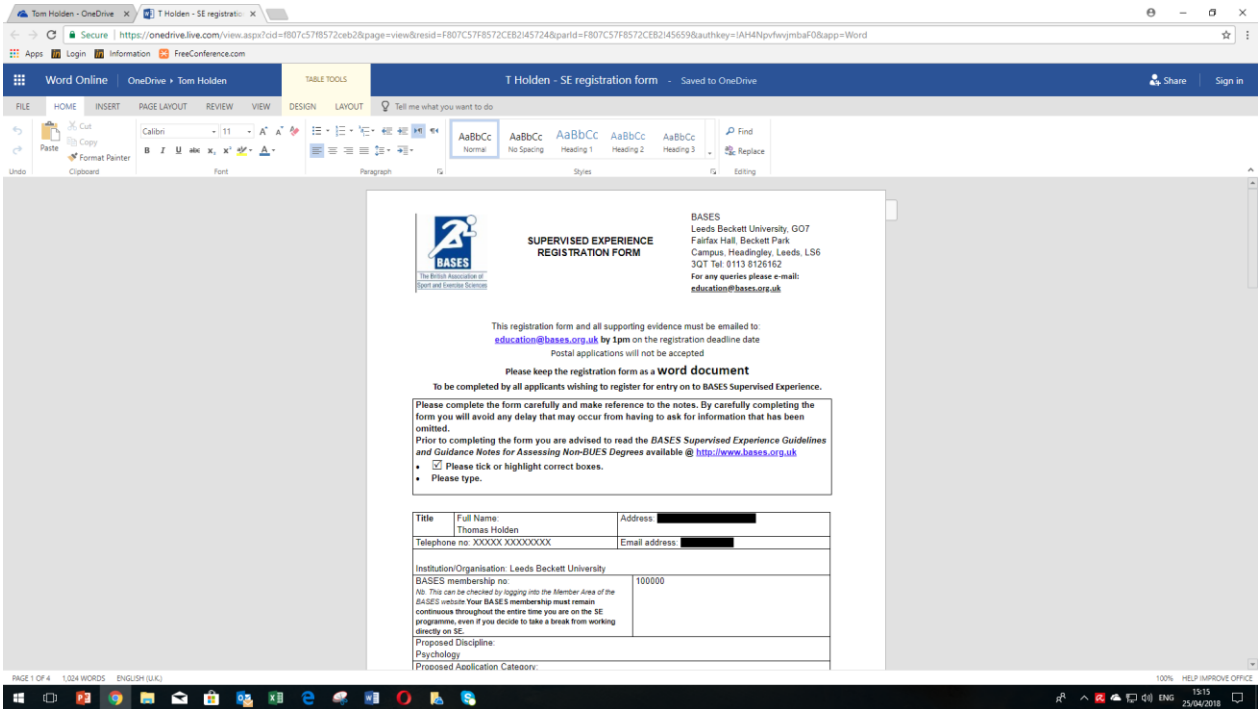 Tom Holden - OneDrive
T Holden - SE registratio
Secure | https://onedrive.live.com/view.aspx?cid=f807c57f8572ceb2&page=view&resid=F807C57F8572CEB2!45724&parId=F807C57F8572CEB2!45659&authkey=!AH4Npvfwvjmbaf0&app=Word
Apps Login Information FreeConference.com
Word Online OneDrive ▸ Tom Holden TABLE TOOLS T Holden - SE registration form - Saved to OneDrive Share Sign in
FILE HOME INSERT PAGE LAYOUT REVIEW VIEW DESIGN LAYOUT Tell me what you want to do
Paste Cut Copy Format Painter
Calibri 11
B I U abc
AaBbCc AaBbCc AaBbCc AaBbCc AaBbCc
Normal No Spacing Heading 1 Heading 2 Heading 3
Find
Replace
Undo Clipboard Font Paragraph Styles Editing
BASES
The British Association of
Sport and Exercise Sciences
SUPERVISED EXPERIENCE
REGISTRATION FORM
BASES
Leeds Beckett University, GO7
Fairfax Hall, Beckett Park
Campus, Headingley, Leeds, LS6
3QT Tel: 0113 8126162
For any queries please e-mail:
education@bases.org.uk
This registration form and all supporting evidence must be emailed to:
education@bases.org.uk by 1pm on the registration deadline date
Postal applications will not be accepted
Please keep the registration form as a word document
To be completed by all applicants wishing to register for entry on to BASES Supervised Experience.
Please complete the form carefully and make reference to the notes. By carefully completing the
form you will avoid any delay that may occur from having to ask for information that has been
omitted.
Prior to completing the form you are advised to read the BASES Supervised Experience Guidelines
and Guidance Notes for Assessing Non-BUES Degrees available @ http://www.bases.org.uk
• ☑ Please tick or highlight correct boxes.
• Please type.
Title Full Name: Address:
Thomas Holden
Telephone no: XXXXX XXXXXXXX Email address:
Institution/Organisation: Leeds Beckett University
BASES membership no: 100000
Nb. This can be checked by logging into the Member Area of the
BASES website Your BASES membership must remain
continuous throughout the entire time you are on the SE
programme, even if you decide to take a break from working
directly on SE.
Proposed Discipline:
Psychology
Proposed Application Category:
PAGE 1 OF 4 1,024 WORDS ENGLISH (U.K.) 100% HELP IMPROVE OFFICE
ENG 15:15
25/04/2018